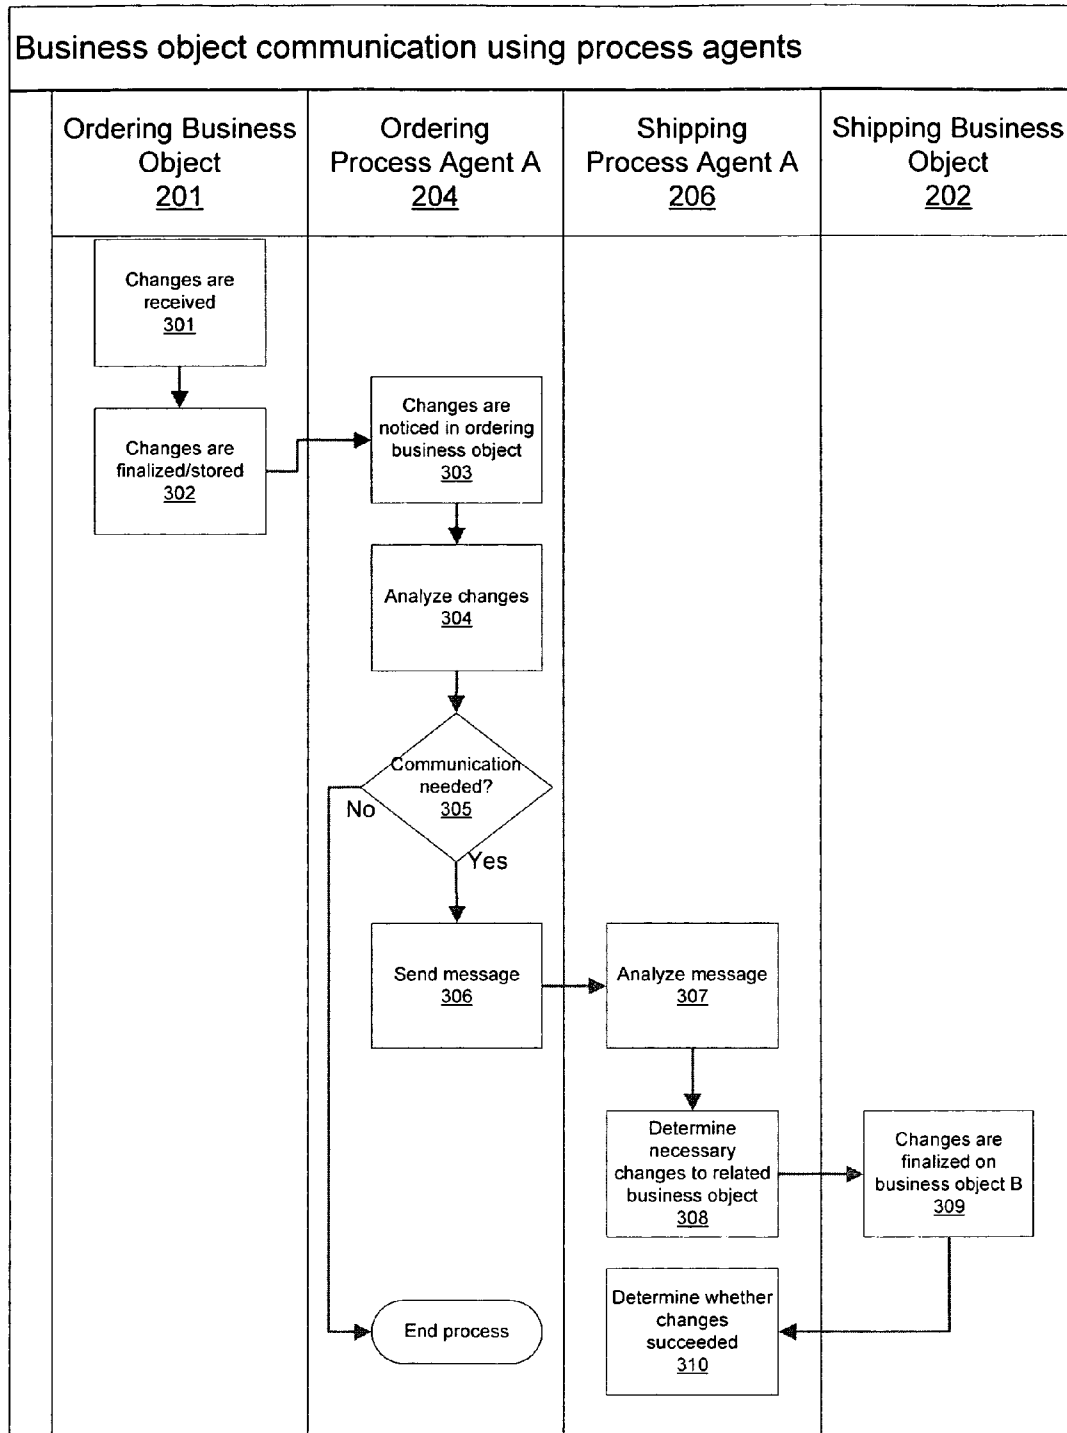 Business object communication using process agents
Ordering Business
Object
201
Ordering
Process Agent A
204
Shipping
Process Agent A
206
Shipping Business
Object
202
Changes are
received
301
Changes are
finalized/stored
302
Changes are
noticed in ordering
business object
303
Analyze changes
304
Communication
needed?
305
No
Yes
Send message
306
Analyze message
307
Determine
necessary
changes to related
business object
308
Changes are
finalized on
business object B
309
Determine whether
changes
succeeded
310
End process